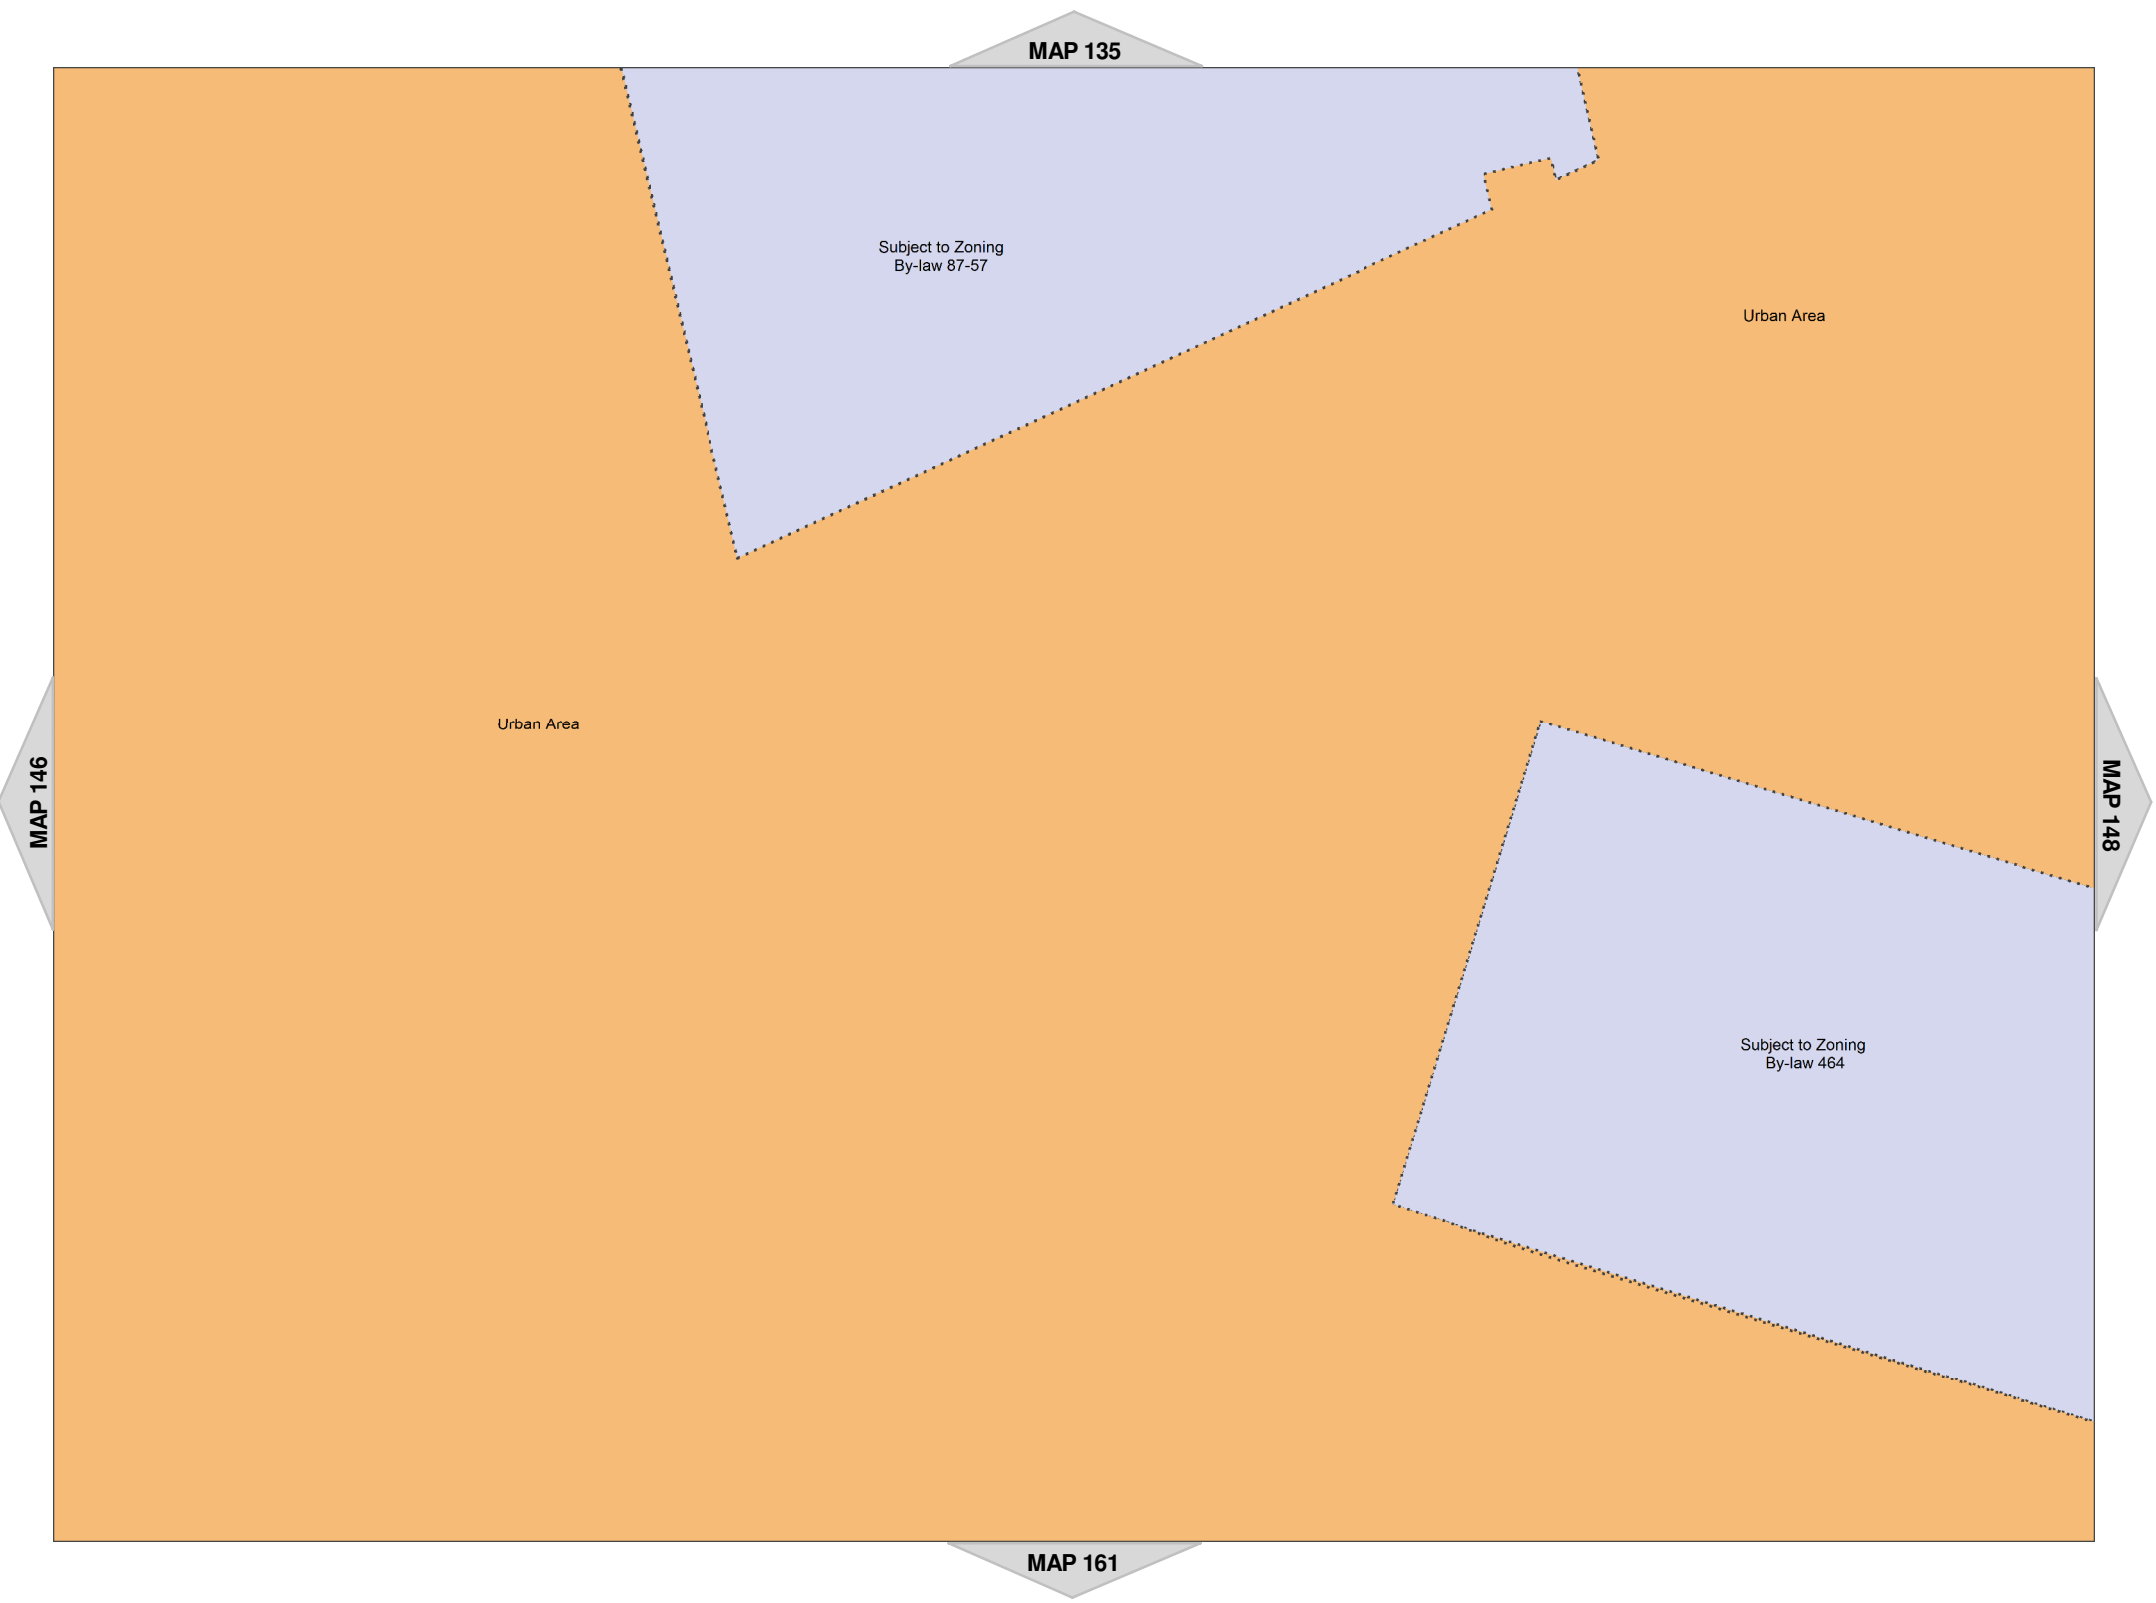 MAP 135
Subject to Zoning
By-law 87-57
Urban Area
Urban Area
MAP 146
MAP 148
Subject to Zoning
By-law 464
MAP 161